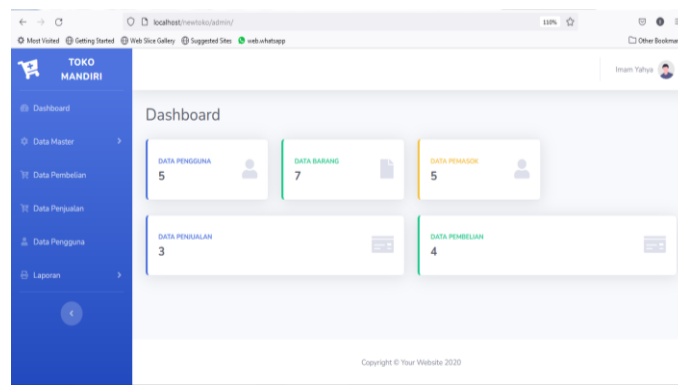 localhost/newtoko/admin/
110%
Most Visited
Getting Started
Web Slice Gallery
Suggested Sites
web.whatsapp
Other Bookmar
TOKO
MANDIRI
Imam Yahya
Dashboard
Data Master
Data Pembelian
Data Penjualan
Data Pengguna
Laporan
Dashboard
DATA PENGGUNA
5
DATA BARANG
7
DATA PEMASOK
5
DATA PENJUALAN
3
DATA PEMBELIAN
4
Copyright © Your Website 2020